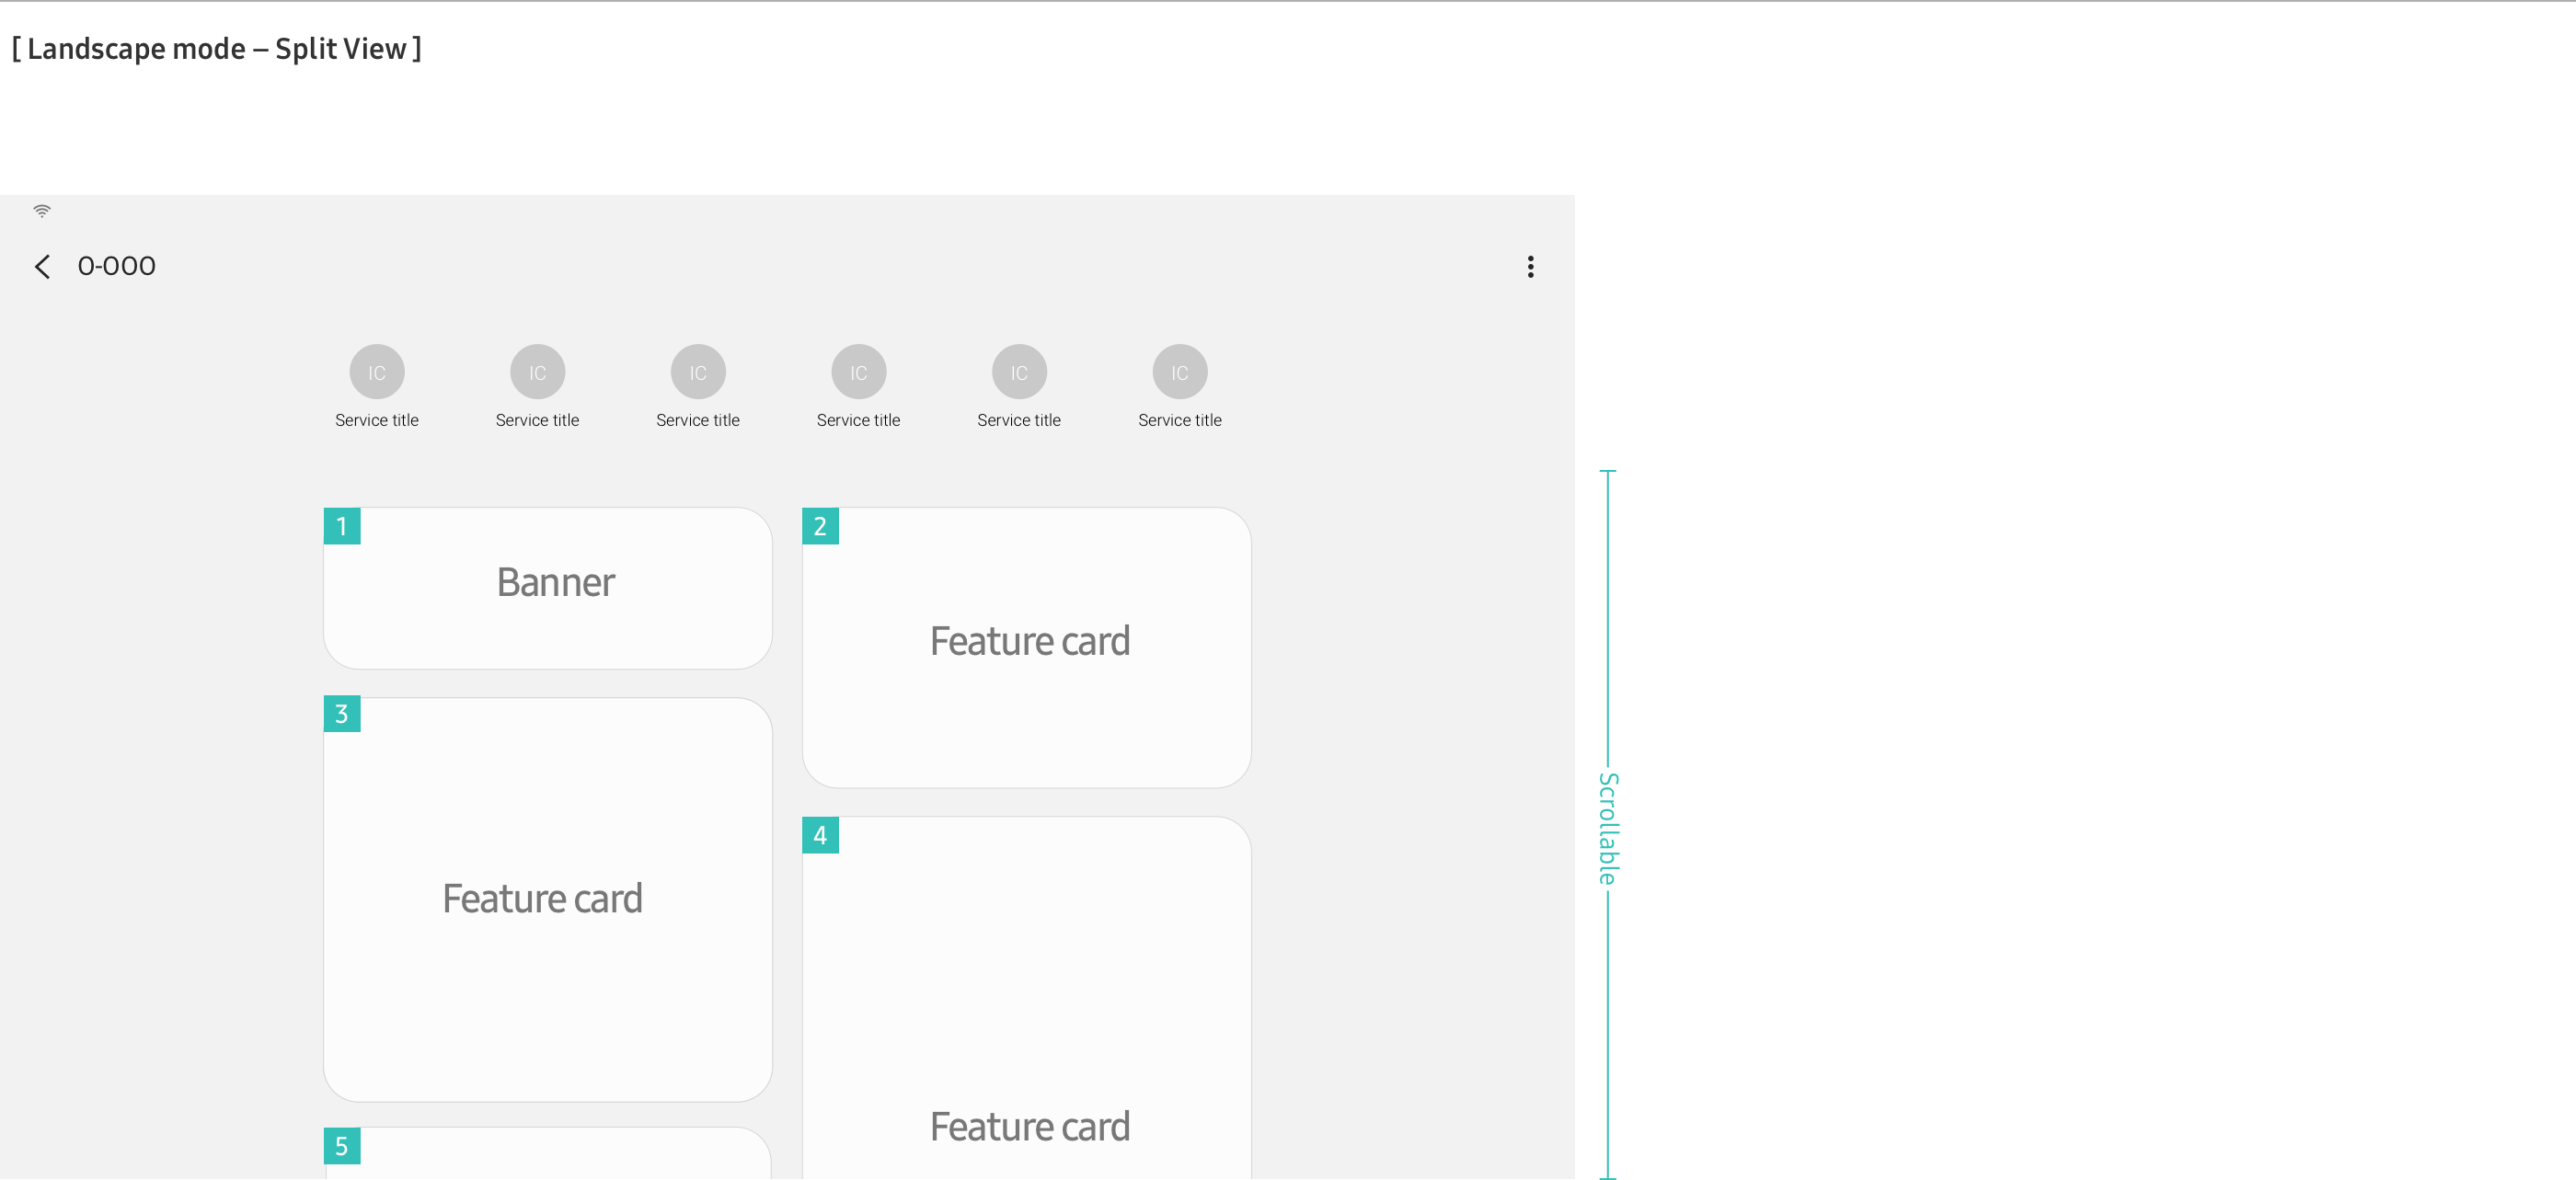 [ Landscape mode – Split View ]
0-000
IC IC IC IC IC IC
Service title Service title Service title Service title Service title Service title
1
Banner
2
Feature card
3
Feature card
4
Feature card
5
Scrollable